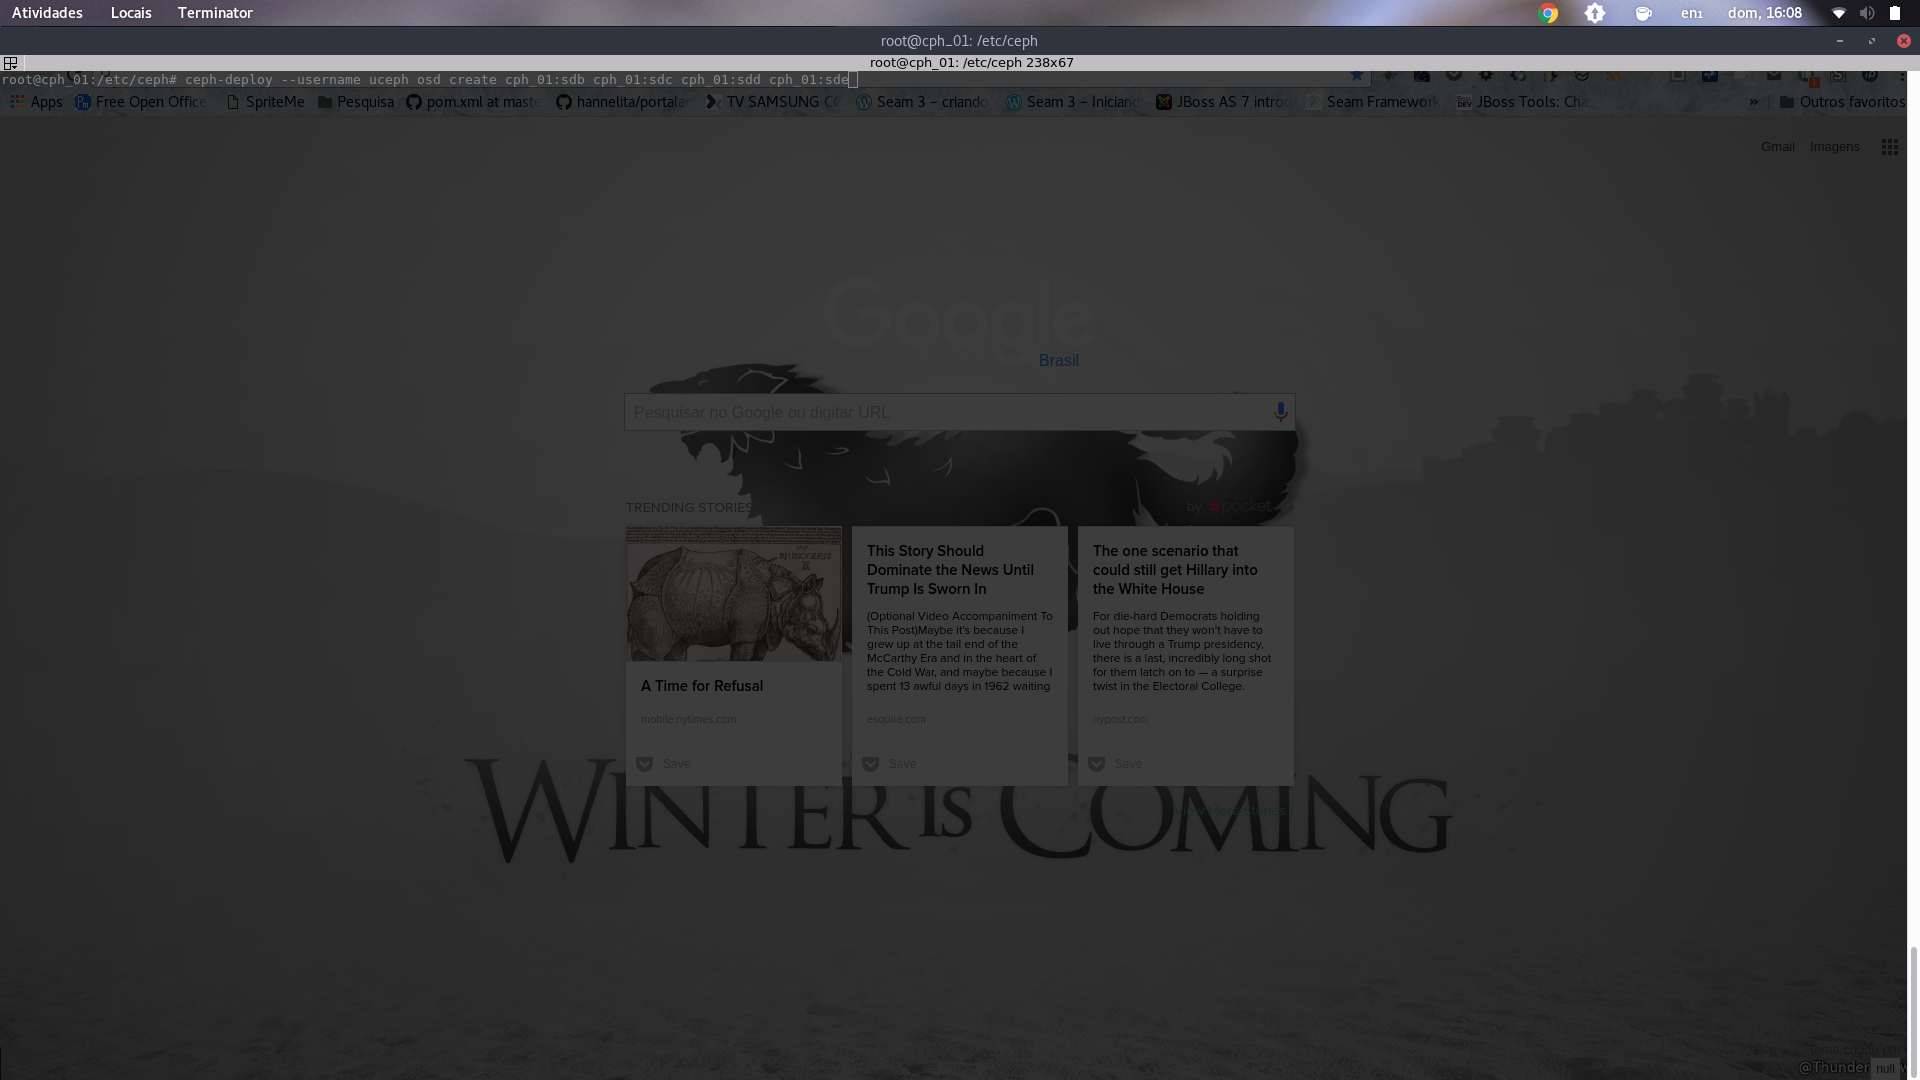 Atividades Locais Terminator en₁ dom, 16:08
root@cph_01: /etc/ceph
root@cph_01: /etc/ceph 238x67
root@cph_01:/etc/ceph# ceph-deploy --username uceph osd create cph_01:sdb cph_01:sdc cph_01:sdd cph_01:sde
Apps Free Open Office SpriteMe Pesquisa pom.xml at maste hannelita/portala TV SAMSUNG CC Seam 3 – criando Seam 3 – Iniciand JBoss AS 7 introd Seam Framework JBoss Tools: Cha » Outros favoritos
Gmail Imagens
Google
Brasil
Pesquisar no Google ou digitar URL
TRENDING STORIES by pocket
1515
RHINOCERVS
A Time for Refusal
mobile.nytimes.com
Save
This Story Should
Dominate the News Until
Trump Is Sworn In
(Optional Video Accompaniment To
This Post)Maybe it's because I
grew up at the tail end of the
McCarthy Era and in the heart of
the Cold War, and maybe because I
spent 13 awful days in 1962 waiting
esquire.com
Save
The one scenario that
could still get Hillary into
the White House
For die-hard Democrats holding
out hope that they won't have to
live through a Trump presidency,
there is a last, incredibly long shot
for them latch on to — a surprise
twist in the Electoral College.
nypost.com
Save
View More Stories
WINTER IS COMING
@Thunder
null